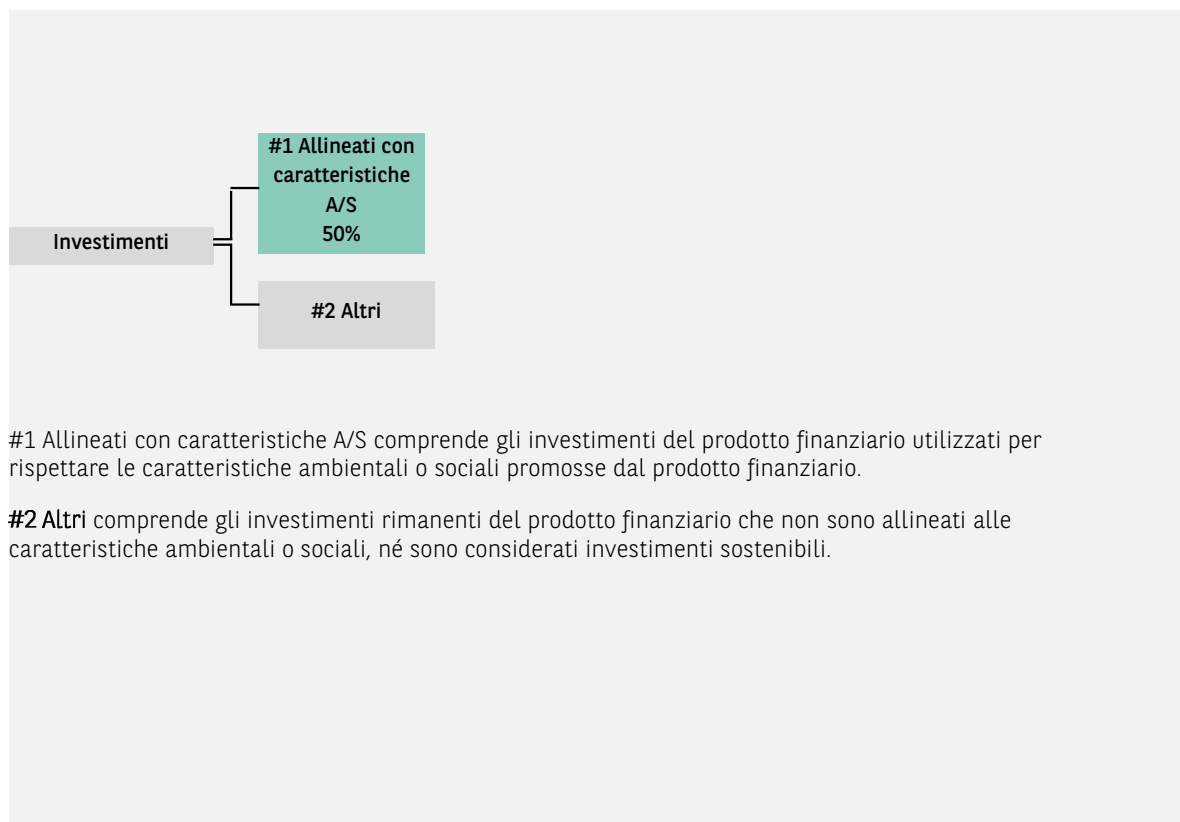 #1 Allineati con
caratteristiche
A/S
50%
Investimenti
#2 Altri
#1 Allineati con caratteristiche A/S comprende gli investimenti del prodotto finanziario utilizzati per
rispettare le caratteristiche ambientali o sociali promosse dal prodotto finanziario.
#2 Altri comprende gli investimenti rimanenti del prodotto finanziario che non sono allineati alle
caratteristiche ambientali o sociali, né sono considerati investimenti sostenibili.